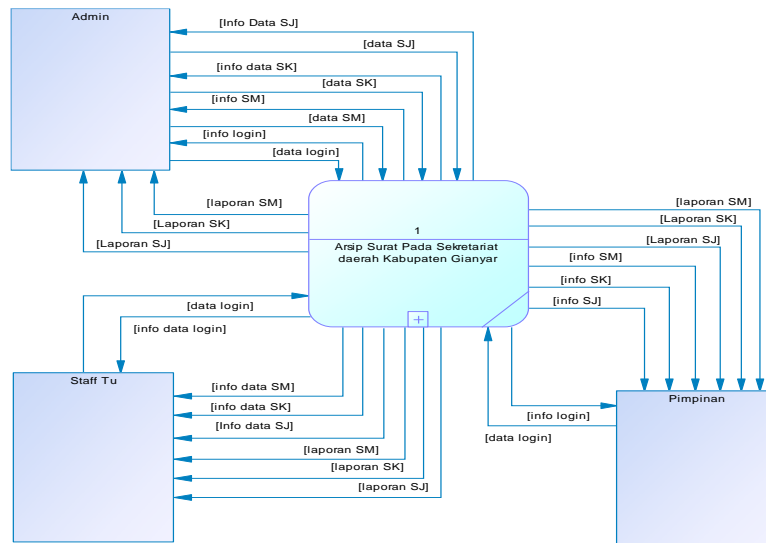 Admin
[Info Data SJ]
[data SJ]
[info data SK]
[data SK]
[info SM]
[data SM]
[info login]
[data login]
[laporan SM]
[Laporan SK]
[Laporan SJ]
1
Arsip Surat Pada Sekretariat
daerah Kabupaten Gianyar
[laporan SM]
[Laporan SK]
[Laporan SJ]
[info SM]
[info SK]
[info SJ]
[data login]
[info data login]
Staff Tu
[info data SM]
[info data SK]
[Info data SJ]
[laporan SM]
[laporan SK]
[laporan SJ]
Pimpinan
[info login]
[data login]